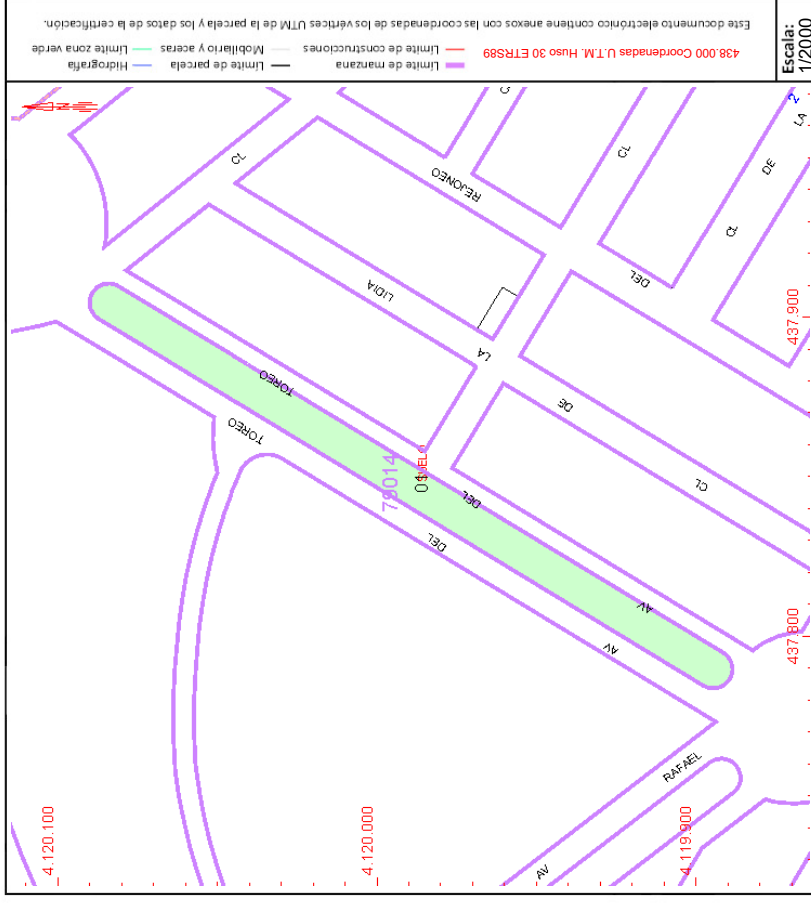 Este documento electrónico contiene anexos con las coordenadas de los vértices UTM de la parcela y los datos de la certificación.
438.000 Coordenadas U.T.M. Huso 30 ETRS89
Límite de manzana
Límite de construcciones
Límite de parcela
Mobiliario y aceras
Hidrografía
Límite zona verde
Escala:
1/2000
CL
REJONEO
CL
CL
DE
LA
2
CL
DEL
LIDIA
LA
437.900
TOREO
TOREO
DE
79014
01
SUELO
DEL
DEL
CL
AV
AV
437.800
RAFAEL
AV
4.120.100
4.120.000
4.119.900